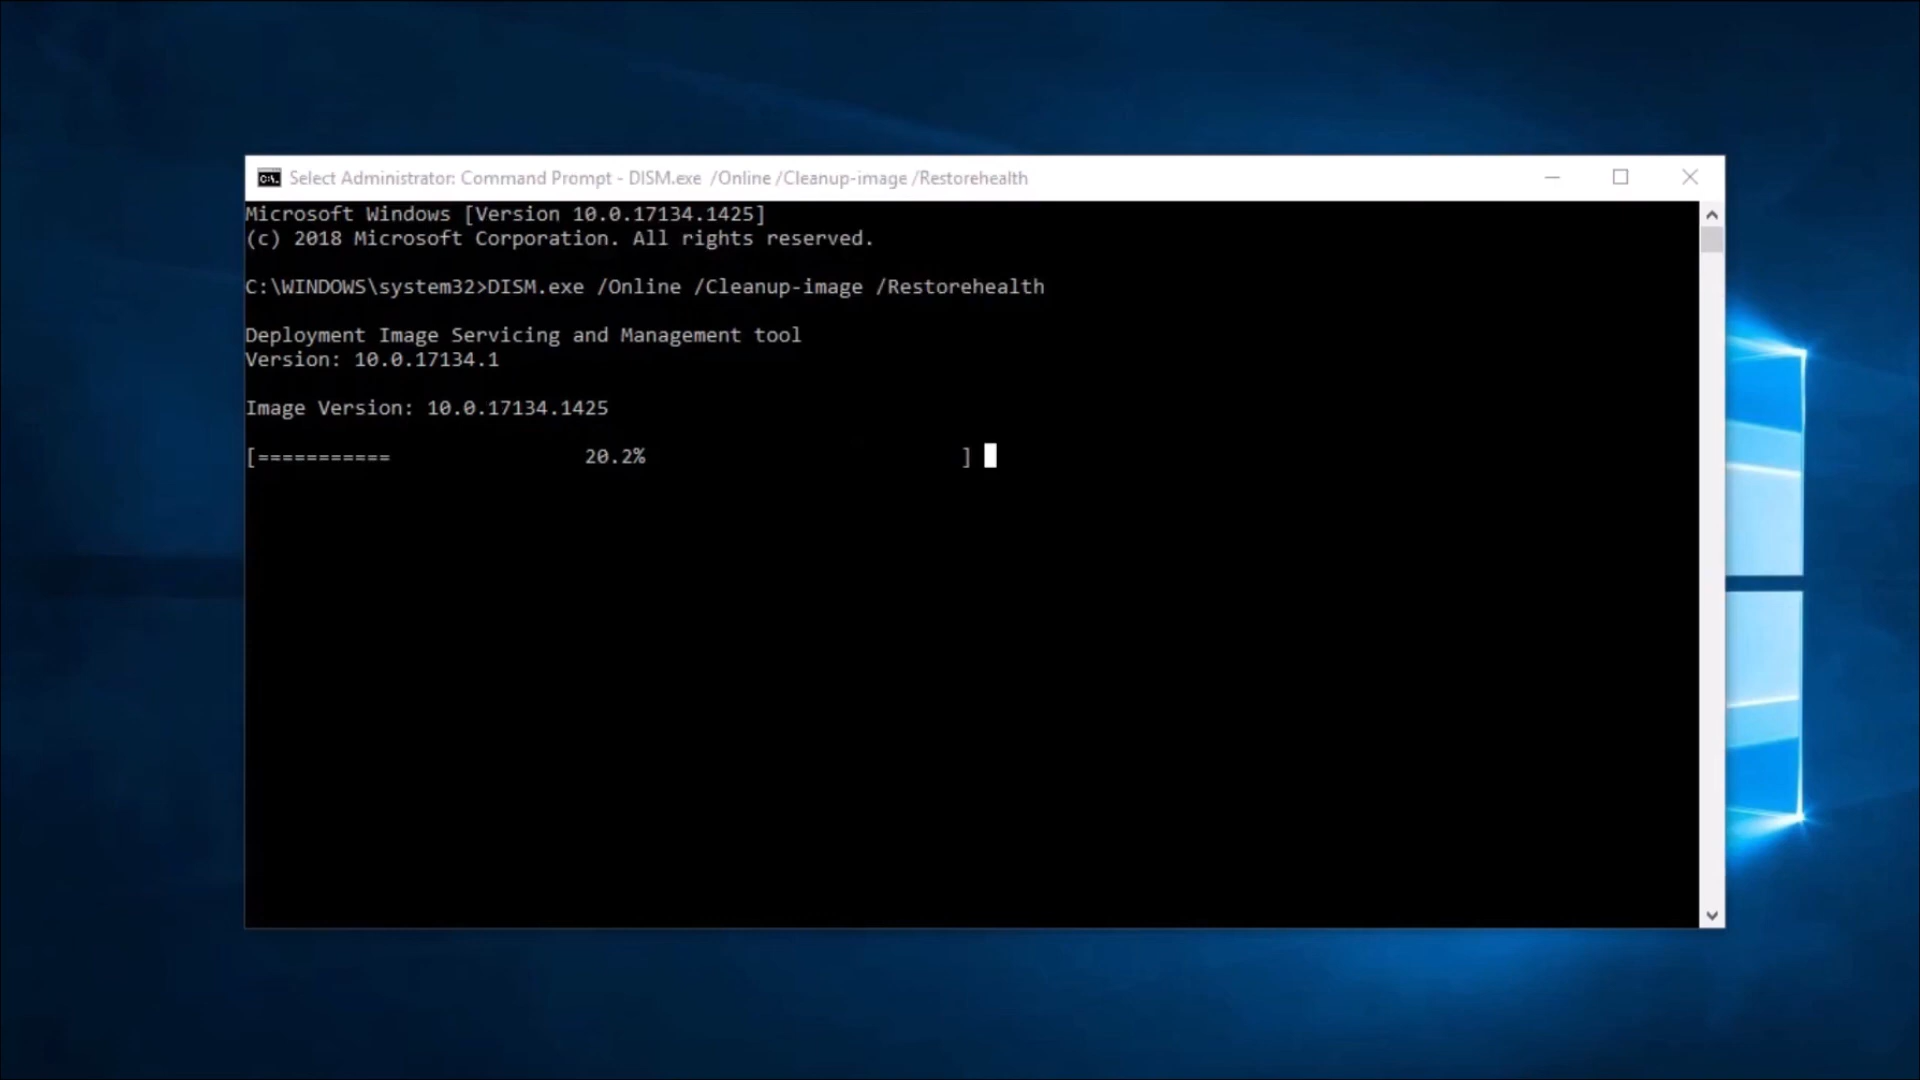 Select Administrator: Command Prompt - DISM.exe  /Online /Cleanup-image /Restorehealth
Microsoft Windows [Version 10.0.17134.1425]
(c) 2018 Microsoft Corporation. All rights reserved.
C:\WINDOWS\system32>DISM.exe /Online /Cleanup-image /Restorehealth
Deployment Image Servicing and Management tool
Version: 10.0.17134.1
Image Version: 10.0.17134.1425
[===========                20.2%                          ]